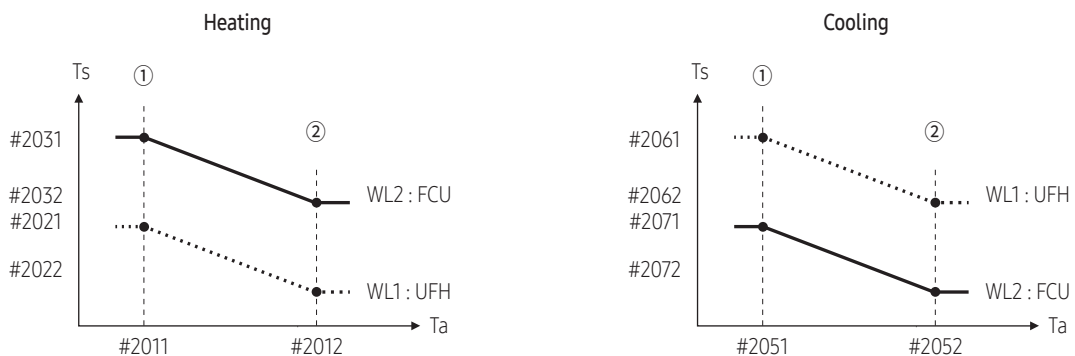 Heating
Ts
①
②
#2031
#2032
#2021
#2022
WL2 : FCU
WL1 : UFH
Ta
#2011
#2012
Cooling
Ts
①
②
#2061
#2062
#2071
#2072
WL1 : UFH
WL2 : FCU
Ta
#2051
#2052